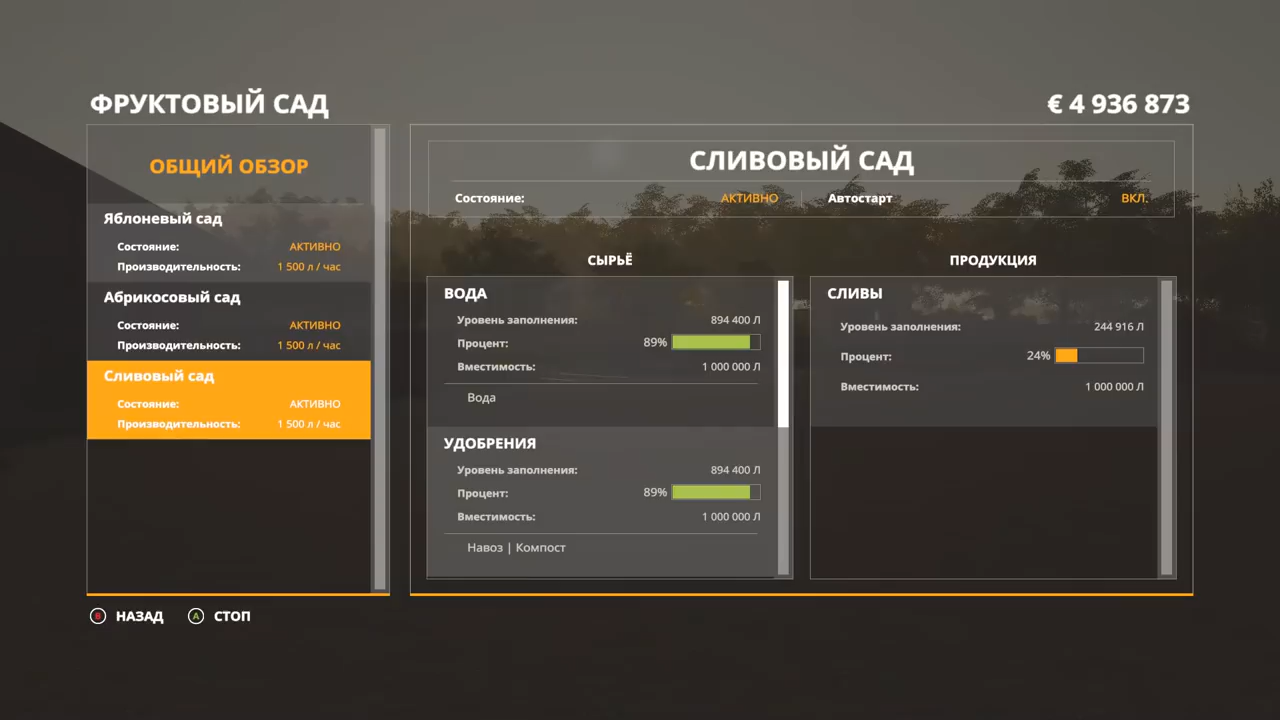 ФРУКТОВЫЙ САД
€ 4 936 873
ОБЩИЙ ОБЗОР
Яблоневый сад
Состояние: АКТИВНО
Производительность: 1 500 л / час
Абрикосовый сад
Состояние: АКТИВНО
Производительность: 1 500 л / час
Сливовый сад
Состояние: АКТИВНО
Производительность: 1 500 л / час
СЛИВОВЫЙ САД
Состояние: АКТИВНО Автостарт ВКЛ.
СЫРЬЁ
ВОДА
Уровень заполнения: 894 400 Л
Процент: 89%
Вместимость: 1 000 000 Л
Вода
УДОБРЕНИЯ
Уровень заполнения: 894 400 Л
Процент: 89%
Вместимость: 1 000 000 Л
Навоз | Компост
ПРОДУКЦИЯ
СЛИВЫ
Уровень заполнения: 244 916 Л
Процент: 24%
Вместимость: 1 000 000 Л
B НАЗАД A СТОП